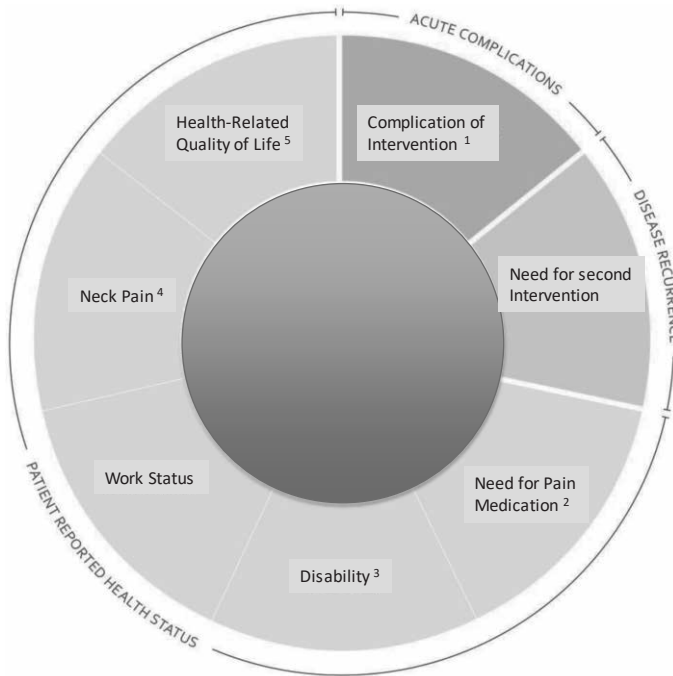 ACUTE COMPLICATIONS
Health-Related
Quality of Life 5
Complication of
Intervention 1
DISEASE RECURRENCE
Neck Pain 4
Need for second
Intervention
Work Status
Need for Pain
Medication 2
Disability 3
PATIENT REPORTED HEALTH STATUS